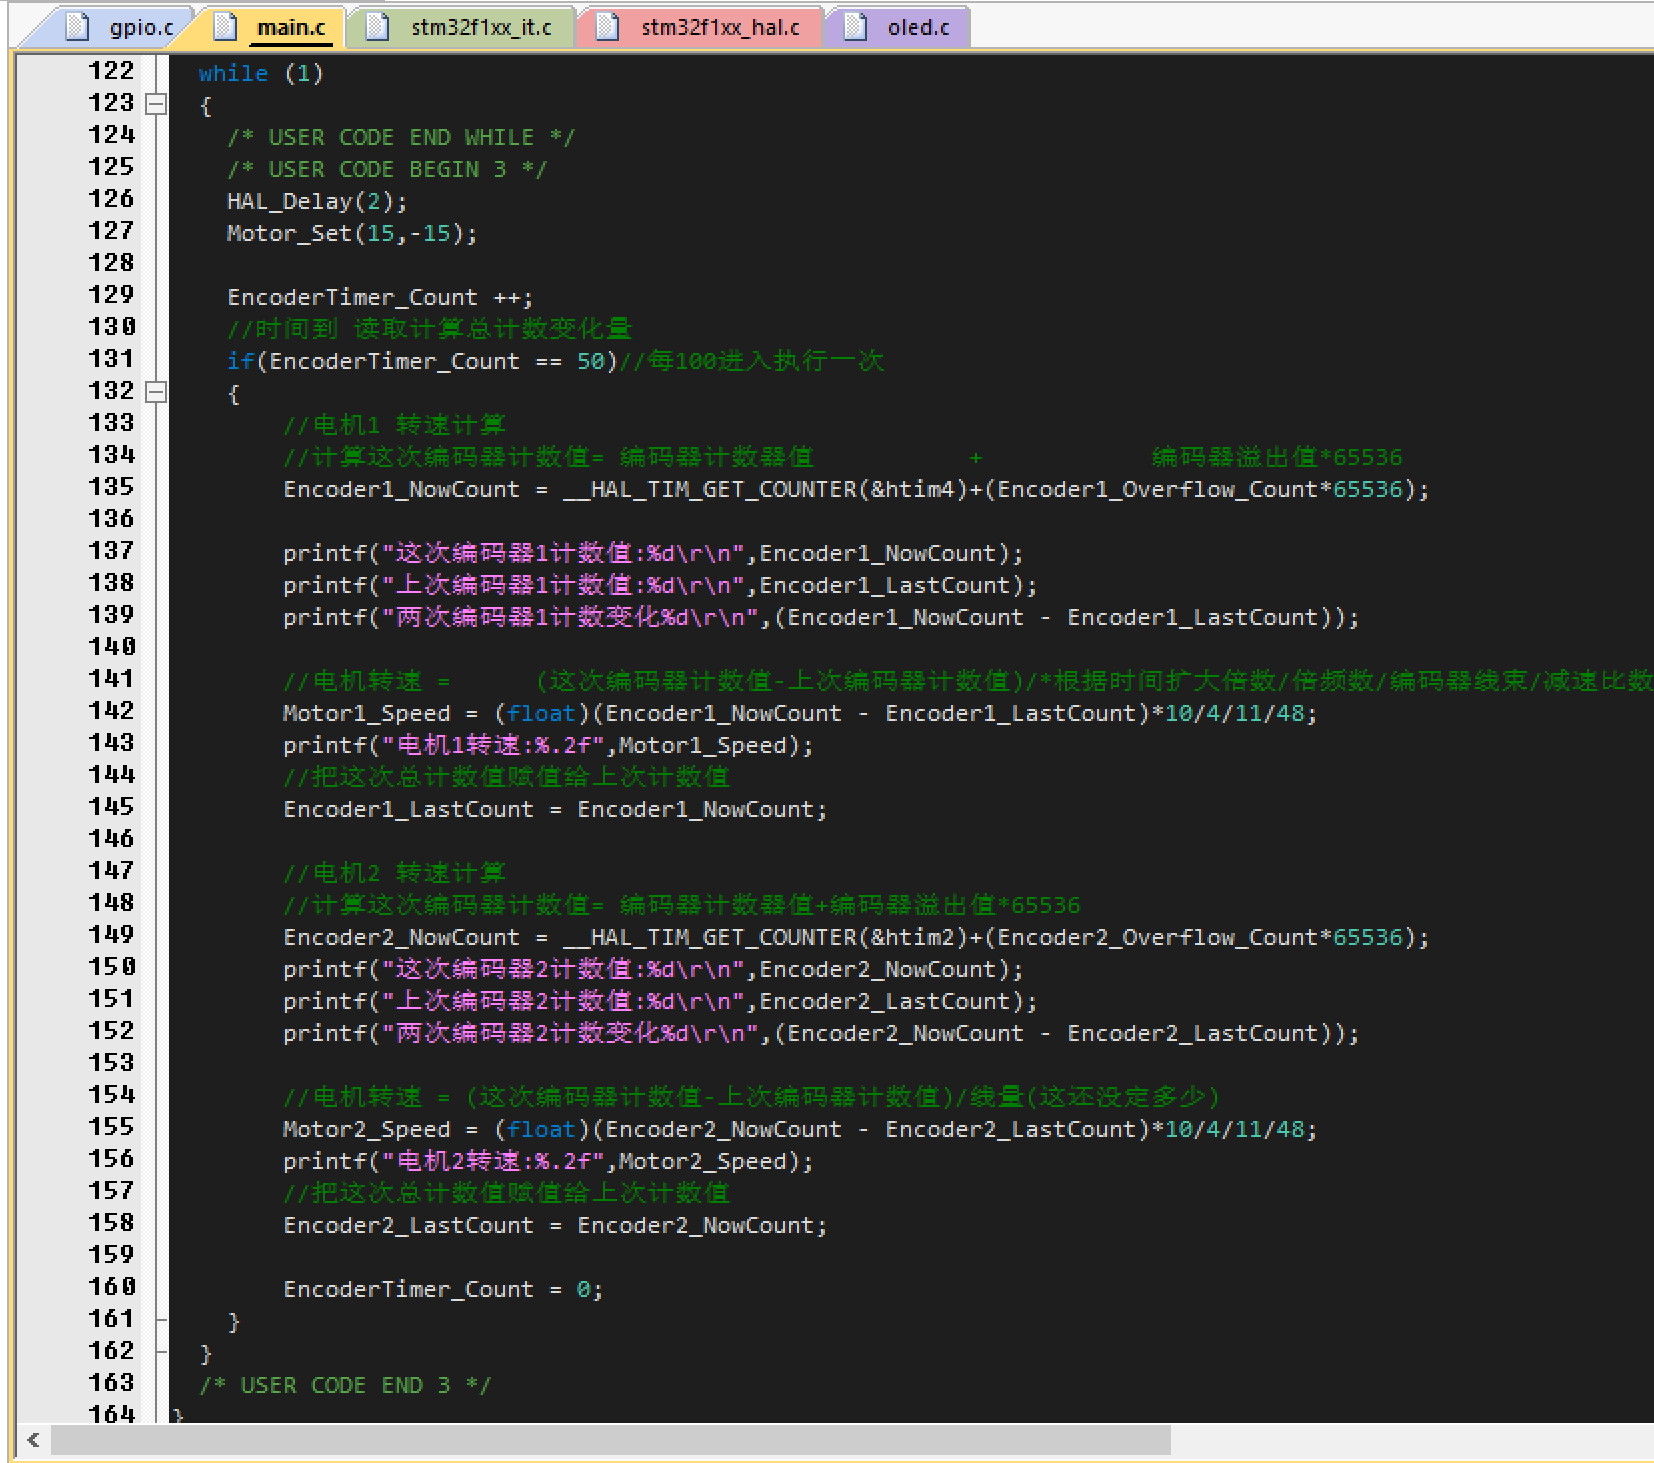 gpio.c main.c stm32f1xx_it.c stm32f1xx_hal.c oled.c
122 while (1)
123 {
124 /* USER CODE END WHILE */
125 /* USER CODE BEGIN 3 */
126 HAL_Delay(2);
127 Motor_Set(15,-15);
128
129 EncoderTimer_Count ++;
130 //时间到 读取计算总计数变化量
131 if(EncoderTimer_Count == 50)//每100进入执行一次
132 {
133 //电机1 转速计算
134 //计算这次编码器计数值= 编码器计数器值 + 编码器溢出值*65536
135 Encoder1_NowCount = __HAL_TIM_GET_COUNTER(&htim4)+(Encoder1_Overflow_Count*65536);
136
137 printf("这次编码器1计数值:%d\r\n",Encoder1_NowCount);
138 printf("上次编码器1计数值:%d\r\n",Encoder1_LastCount);
139 printf("两次编码器1计数变化%d\r\n",(Encoder1_NowCount - Encoder1_LastCount));
140
141 //电机转速 = (这次编码器计数值-上次编码器计数值)/*根据时间扩大倍数/倍频数/编码器线束/减速比数
142 Motor1_Speed = (float)(Encoder1_NowCount - Encoder1_LastCount)*10/4/11/48;
143 printf("电机1转速:%.2f",Motor1_Speed);
144 //把这次总计数值赋值给上次计数值
145 Encoder1_LastCount = Encoder1_NowCount;
146
147 //电机2 转速计算
148 //计算这次编码器计数值= 编码器计数器值+编码器溢出值*65536
149 Encoder2_NowCount = __HAL_TIM_GET_COUNTER(&htim2)+(Encoder2_Overflow_Count*65536);
150 printf("这次编码器2计数值:%d\r\n",Encoder2_NowCount);
151 printf("上次编码器2计数值:%d\r\n",Encoder2_LastCount);
152 printf("两次编码器2计数变化%d\r\n",(Encoder2_NowCount - Encoder2_LastCount));
153
154 //电机转速 = (这次编码器计数值-上次编码器计数值)/线量(这还没定多少)
155 Motor2_Speed = (float)(Encoder2_NowCount - Encoder2_LastCount)*10/4/11/48;
156 printf("电机2转速:%.2f",Motor2_Speed);
157 //把这次总计数值赋值给上次计数值
158 Encoder2_LastCount = Encoder2_NowCount;
159
160 EncoderTimer_Count = 0;
161 }
162 }
163 /* USER CODE END 3 */
164 }